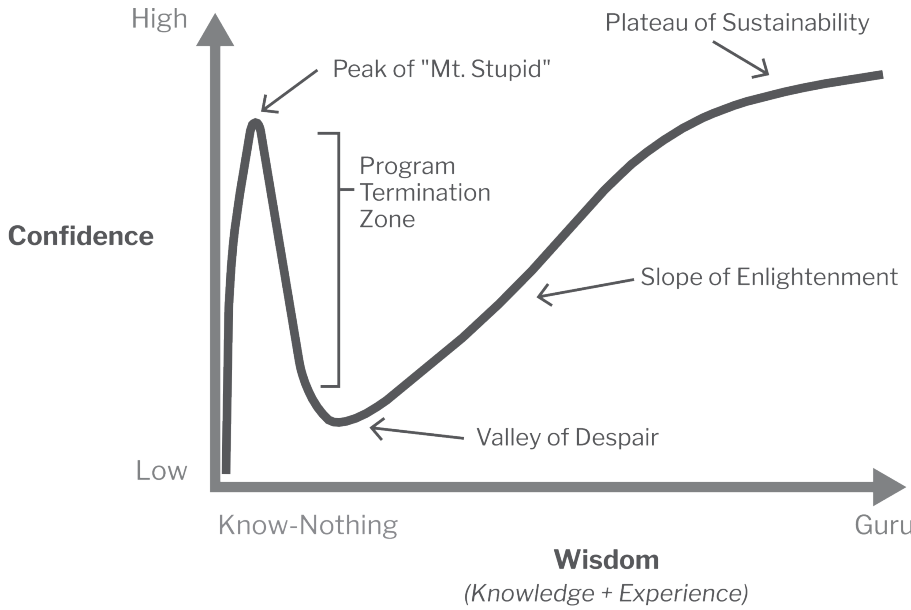 High
Plateau of Sustainability
Peak of "Mt. Stupid"
Program
Termination
Zone
Confidence
Slope of Enlightenment
Valley of Despair
Low
Know-Nothing
Guru
Wisdom
(Knowledge + Experience)